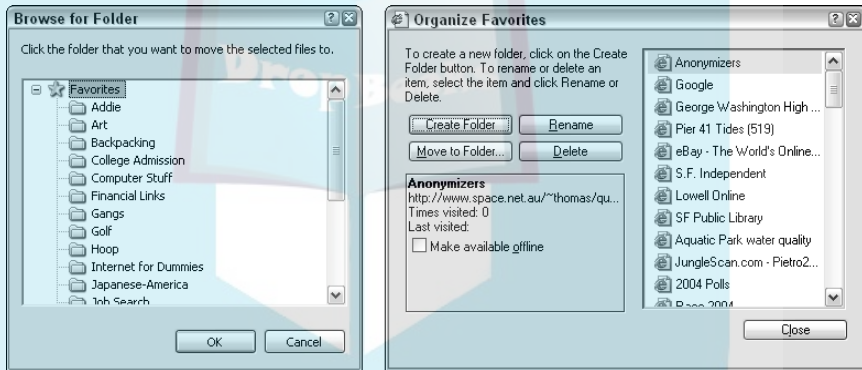 Browse for Folder
Click the folder that you want to move the selected files to.
Favorites
Addie
Art
Backpacking
College Admission
Computer Stuff
Financial Links
Gangs
Golf
Hoop
Internet for Dummies
Japanese-America
Job Search
OK
Cancel
Organize Favorites
To create a new folder, click on the Create
Folder button. To rename or delete an
item, select the item and click Rename or
Delete.
Create Folder
Rename
Move to Folder...
Delete
Anonymizers
http://www.space.net.au/~thomas/qu...
Times visited: 0
Last visited:
Make available offline
Anonymizers
Google
George Washington High ...
Pier 41 Tides (519)
eBay - The World's Online...
S.F. Independent
Lowell Online
SF Public Library
Aquatic Park water quality
JungleScan.com - Pietro2...
2004 Polls
Race 2004
Close